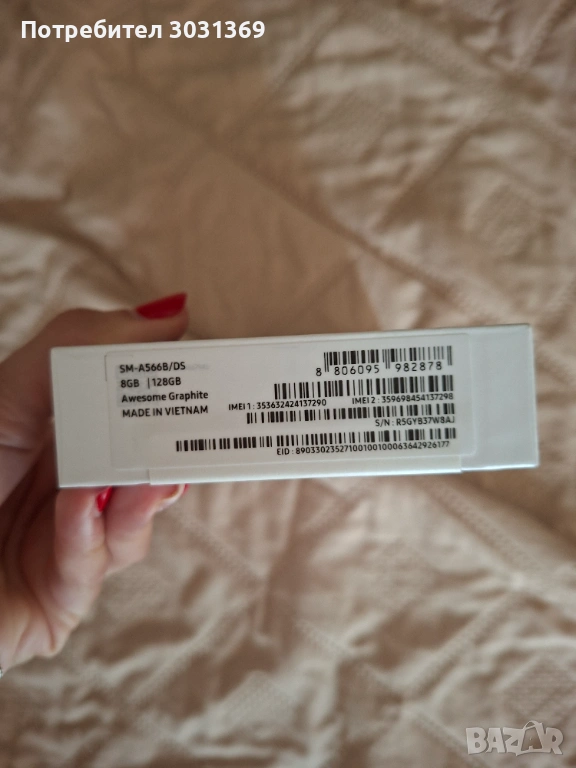 Потребител 3031369
SM-A566B/DS
8GB | 128GB
Awesome Graphite
MADE IN VIETNAM
8 806095 982878
IMEI 1 : 353632424137290
IMEI 2 : 359698454137298
S/N : R5GYB37W8AJ
EID : 89033023527100100100063642926177
BAZAR